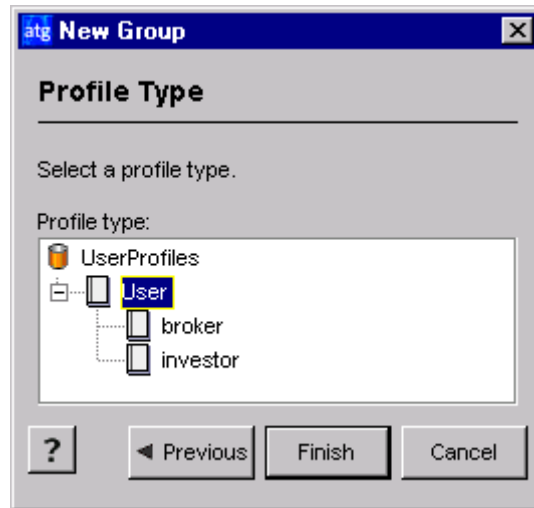 atg New Group
Profile Type
Select a profile type.
Profile type:
UserProfiles
User
broker
investor
? Previous Finish Cancel